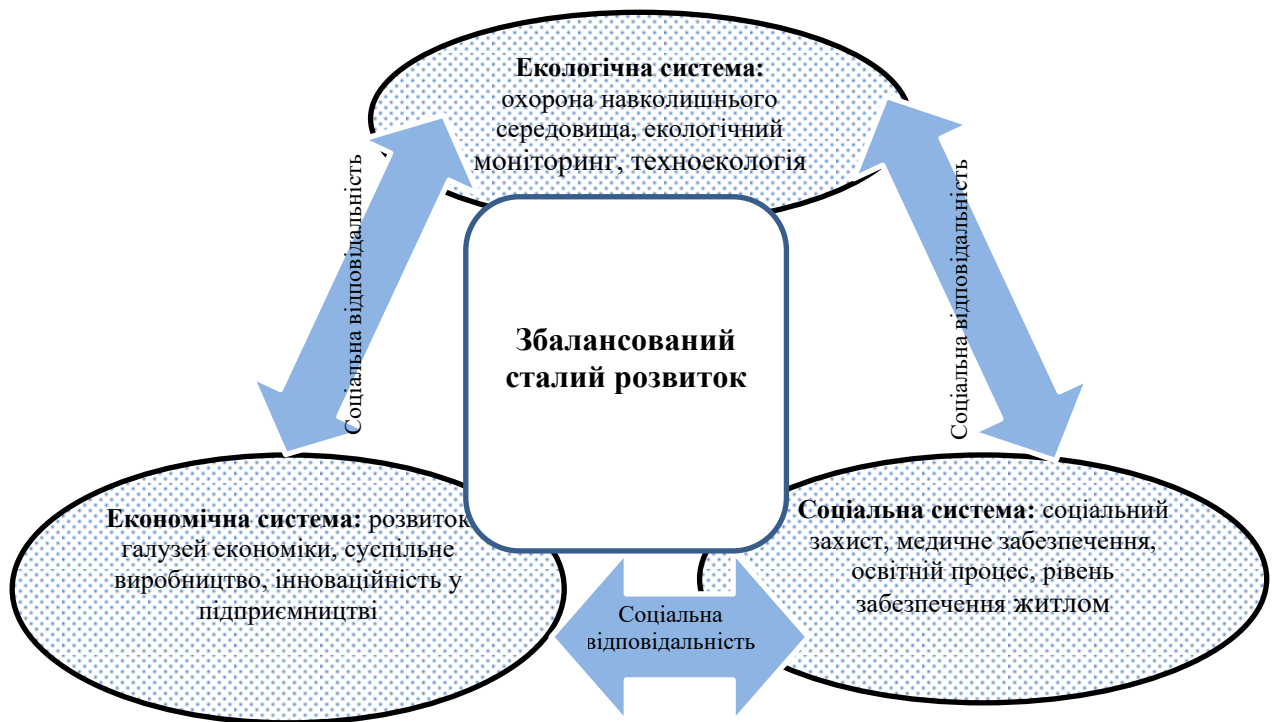 Екологічна система:
охорона навколишнього
середовища, екологічний
моніторинг, техноекологія
Соціальна відповідальність
Соціальна відповідальність
Збалансований
сталий розвиток
Економічна система: розвиток
галузей економіки, суспільне
виробництво, інноваційність у
підприємництві
Соціальна система: соціальний
захист, медичне забезпечення,
освітній процес, рівень
забезпечення житлом
Соціальна
відповідальність